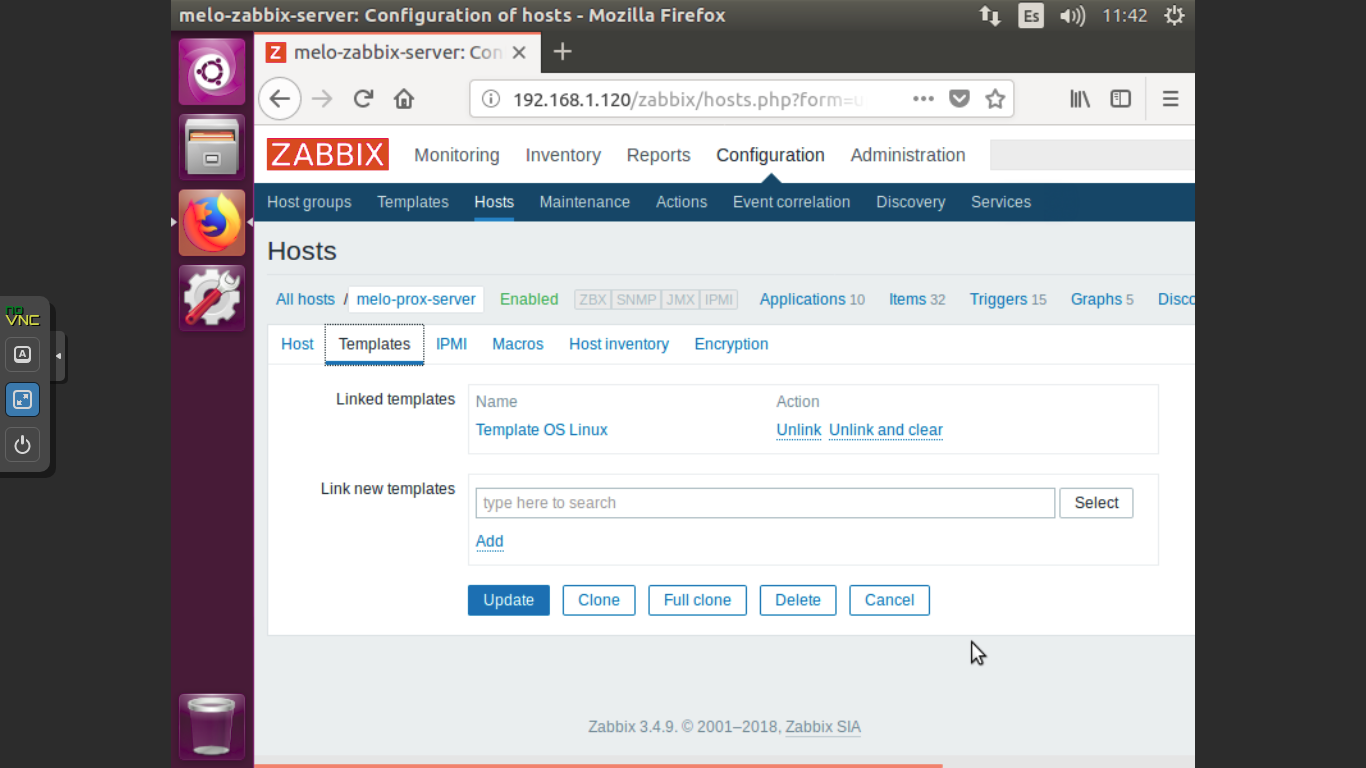 melo-zabbix-server: Configuration of hosts - Mozilla Firefox
Es
11:42
melo-zabbix-server: Con
192.168.1.120/zabbix/hosts.php?form=u
ZABBIX
Monitoring
Inventory
Reports
Configuration
Administration
Host groups
Templates
Hosts
Maintenance
Actions
Event correlation
Discovery
Services
Hosts
All hosts / melo-prox-server
Enabled
ZBX SNMP JMX IPMI
Applications 10
Items 32
Triggers 15
Graphs 5
Disco
Host
Templates
IPMI
Macros
Host inventory
Encryption
Linked templates
Name
Action
Template OS Linux
Unlink
Unlink and clear
Link new templates
type here to search
Select
Add
Update
Clone
Full clone
Delete
Cancel
Zabbix 3.4.9. © 2001–2018, Zabbix SIA
no
VNC
A